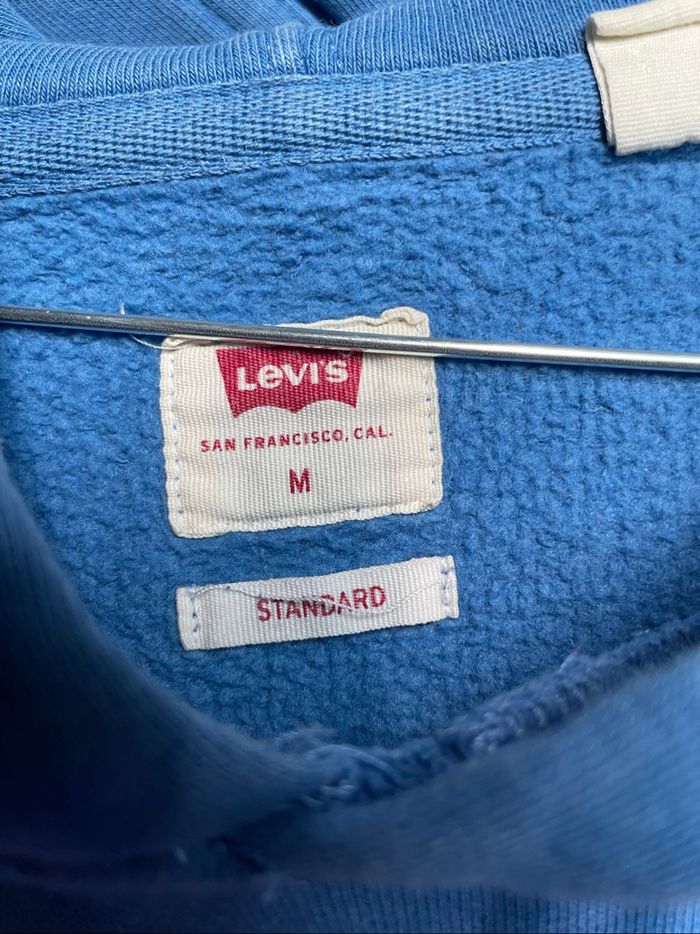 LEVI'S
SAN FRANCISCO, CAL.
M
STANDARD